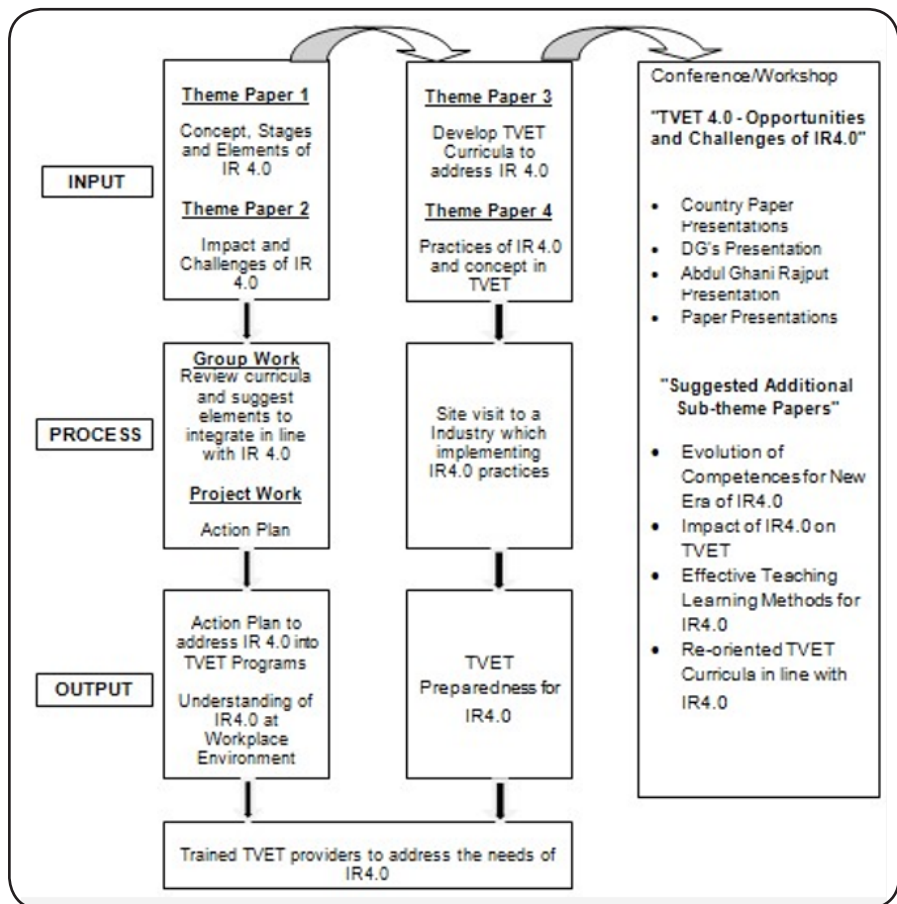 INPUT
Theme Paper 1
Concept, Stages
and Elements of
IR 4.0
Theme Paper 2
Impact and
Challenges of IR
4.0
Theme Paper 3
Develop TVET
Curricula to
address IR 4.0
Theme Paper 4
Practices of IR 4.0
and concept in
TVET
PROCESS
Group Work
Review curricula
and suggest
elements to
integrate in line
with IR 4.0
Project Work
Action Plan
Site visit to a
Industry which
implementing
IR4.0 practices
OUTPUT
Action Plan to
address IR 4.0 into
TVET Programs
Understanding of
IR4.0 at
Workplace
Environment
TVET
Preparedness for
IR4.0
Trained TVET providers to address the needs of
IR4.0
Conference/Workshop
"TVET 4.0 - Opportunities
and Challenges of IR4.0"
• Country Paper
Presentations
• DG's Presentation
• Abdul Ghani Rajput
Presentation
• Paper Presentations
"Suggested Additional
Sub-theme Papers"
• Evolution of
Competences for New
Era of IR4.0
• Impact of IR4.0 on
TVET
• Effective Teaching
Learning Methods for
IR4.0
• Re-oriented TVET
Curricula in line with
IR4.0